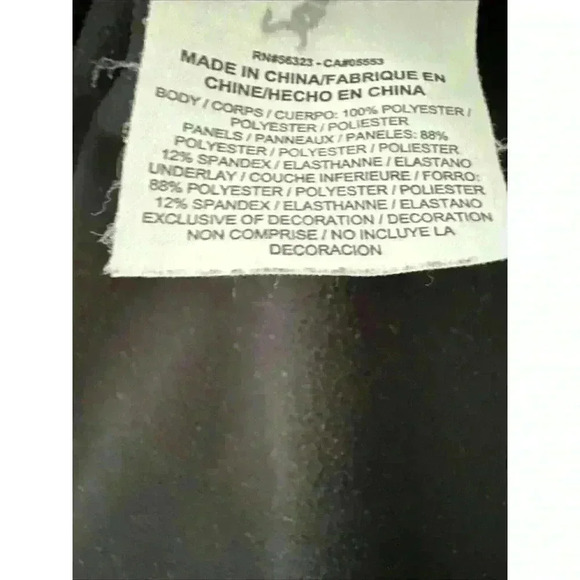 RN#56323 - CA#05553
MADE IN CHINA/FABRIQUE EN
CHINE/HECHO EN CHINA
BODY / CORPS / CUERPO: 100% POLYESTER /
POLYESTER / POLIESTER
PANELS / PANNEAUX / PANELES: 88%
POLYESTER / POLYESTER / POLIESTER
12% SPANDEX / ELASTHANNE / ELASTANO
UNDERLAY / COUCHE INFERIEURE / FORRO:
88% POLYESTER / POLYESTER / POLIESTER
12% SPANDEX / ELASTHANNE / ELASTANO
EXCLUSIVE OF DECORATION / DECORATION
NON COMPRISE / NO INCLUYE LA
DECORACION